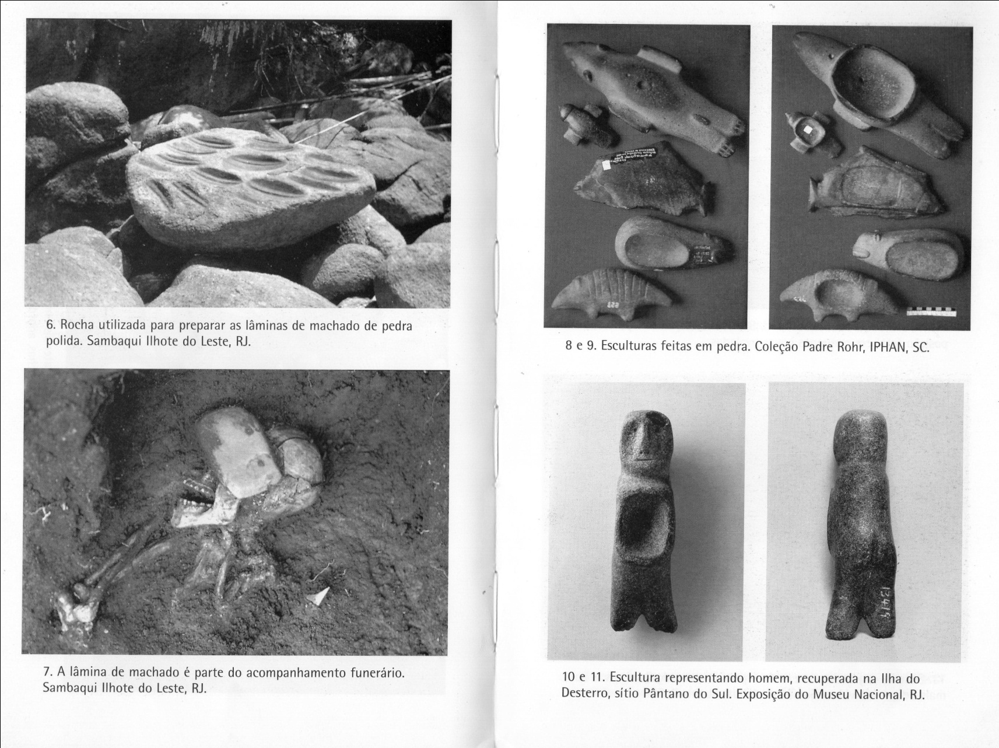 6. Rocha utilizada para preparar as lâminas de machado de pedra
polida. Sambaqui Ilhote do Leste, RJ.
7. A lâmina de machado é parte do acompanhamento funerário.
Sambaqui Ilhote do Leste, RJ.
555
8 e 9. Esculturas feitas em pedra. Coleção Padre Rohr, IPHAN, SC.
13419
10 e 11. Escultura representando homem, recuperada na Ilha do
Desterro, sítio Pântano do Sul. Exposição do Museu Nacional, RJ.